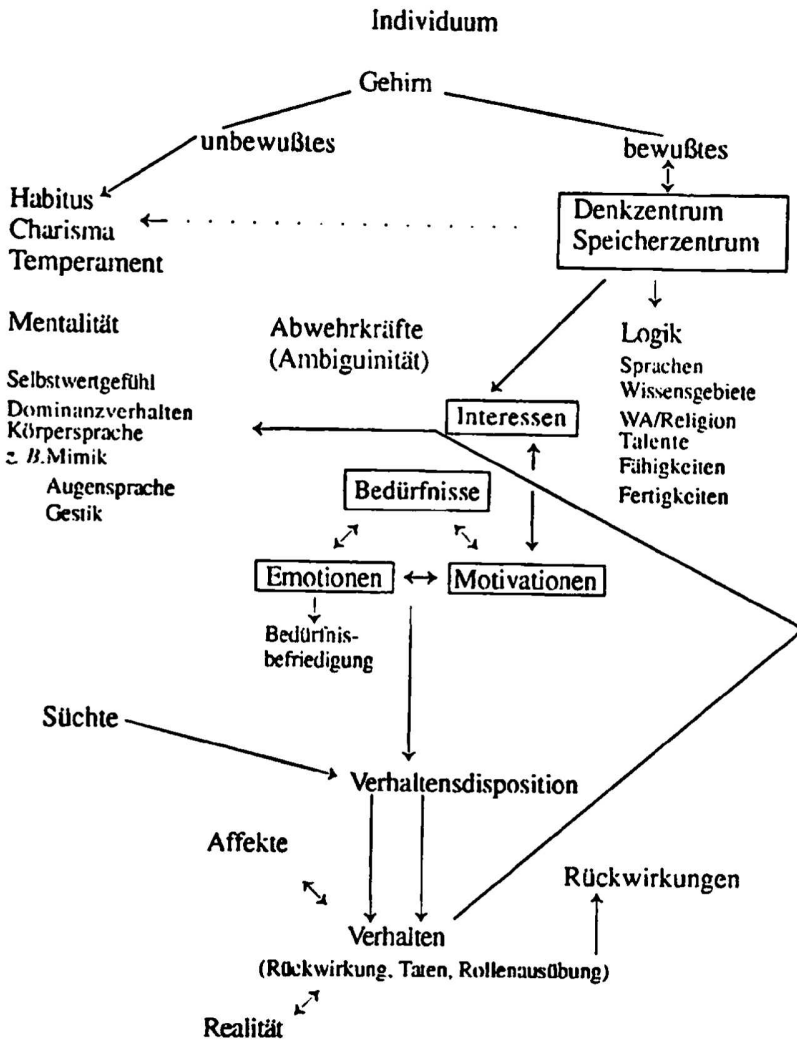 Individuum
Gehirn
unbewußtes
bewußtes
Habitus
Charisma
Temperament
Denkzentrum
Speicherzentrum
Mentalität
Abwehrkräfte
(Ambiguinität)
Logik
Sprachen
Wissensgebiete
WA/Religion
Talente
Fähigkeiten
Fertigkeiten
Selbstwertgefühl
Dominanzverhalten
Körpersprache
z. B. Mimik
Augensprache
Gestik
Interessen
Bedürfnisse
Emotionen
Motivationen
Bedürfnis-
befriedigung
Süchte
Verhaltensdisposition
Affekte
Rückwirkungen
Verhalten
(Rückwirkung, Taten, Rollenausübung)
Realität